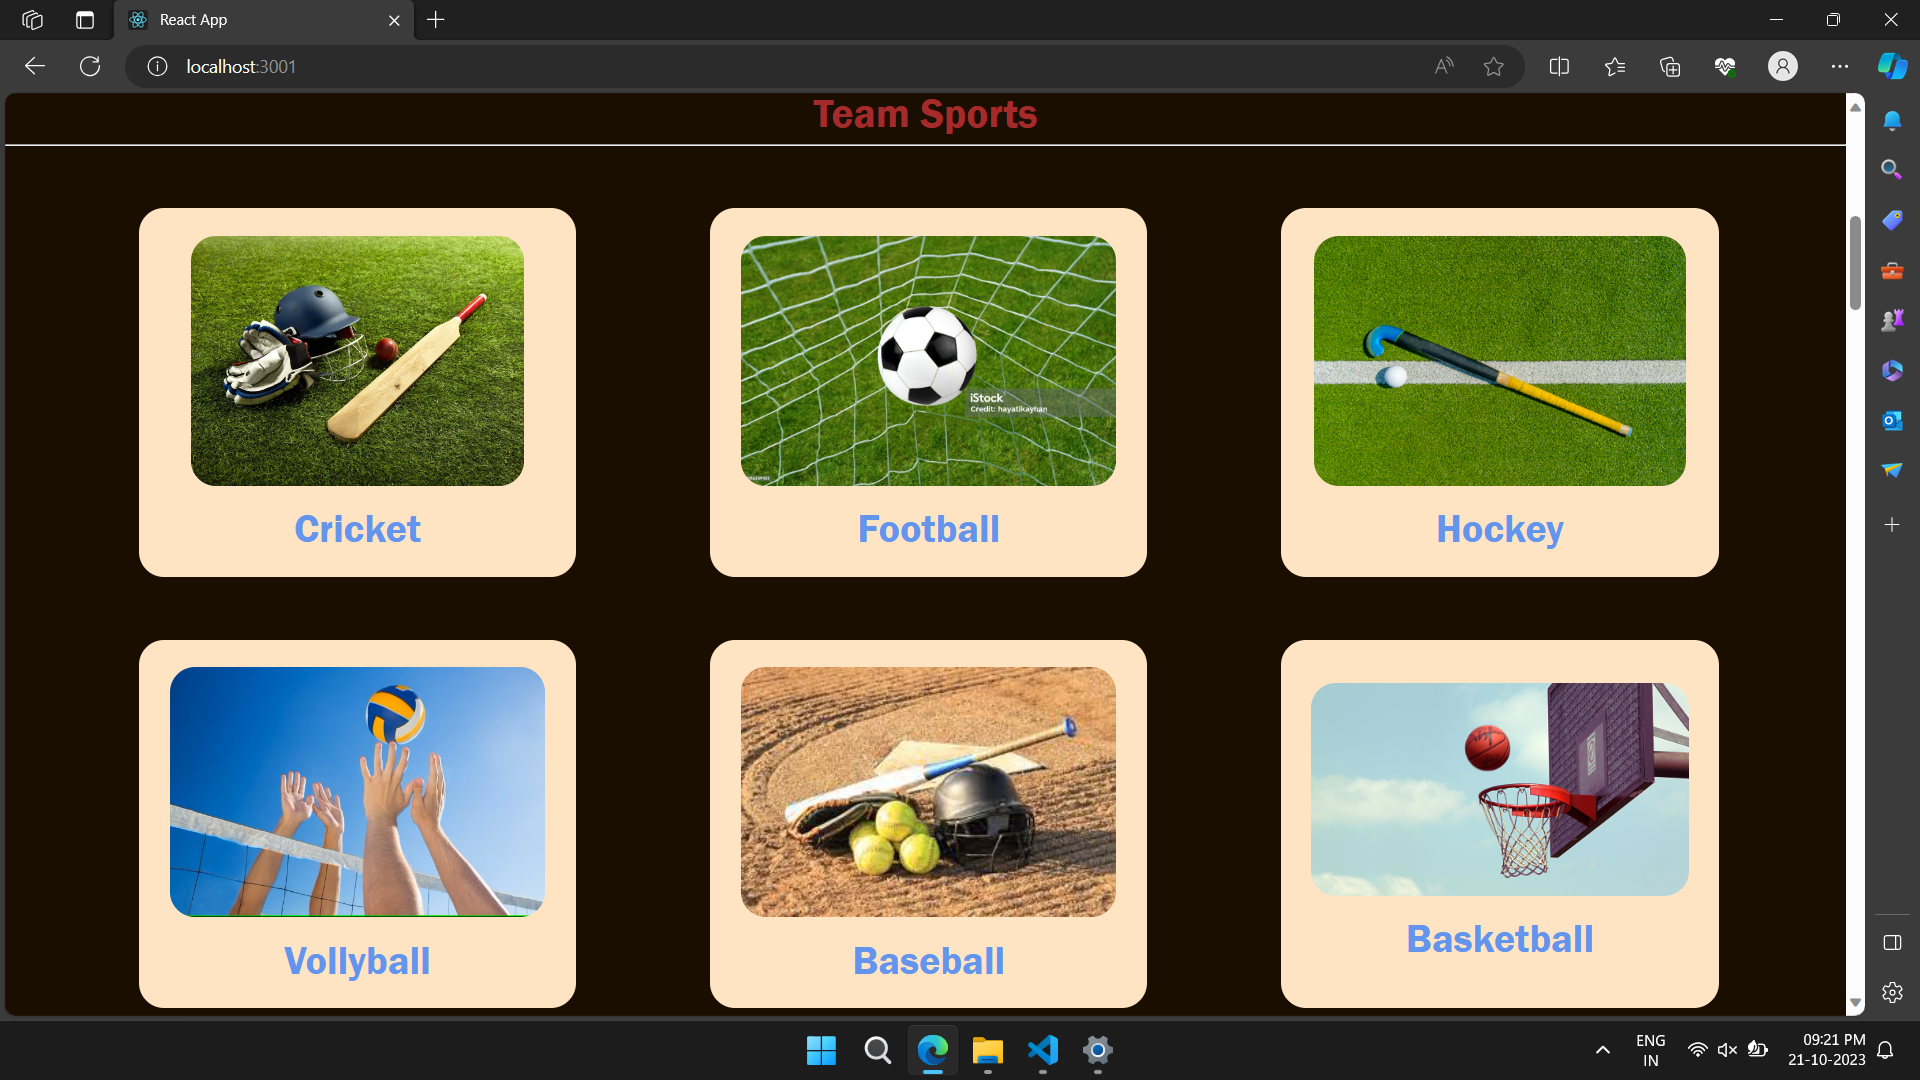 React App
localhost:3001
Team Sports
iStock
Credit: hayatikayhan
Cricket
Football
Hockey
Vollyball
Baseball
Basketball
ENG
IN
09:21 PM
21-10-2023